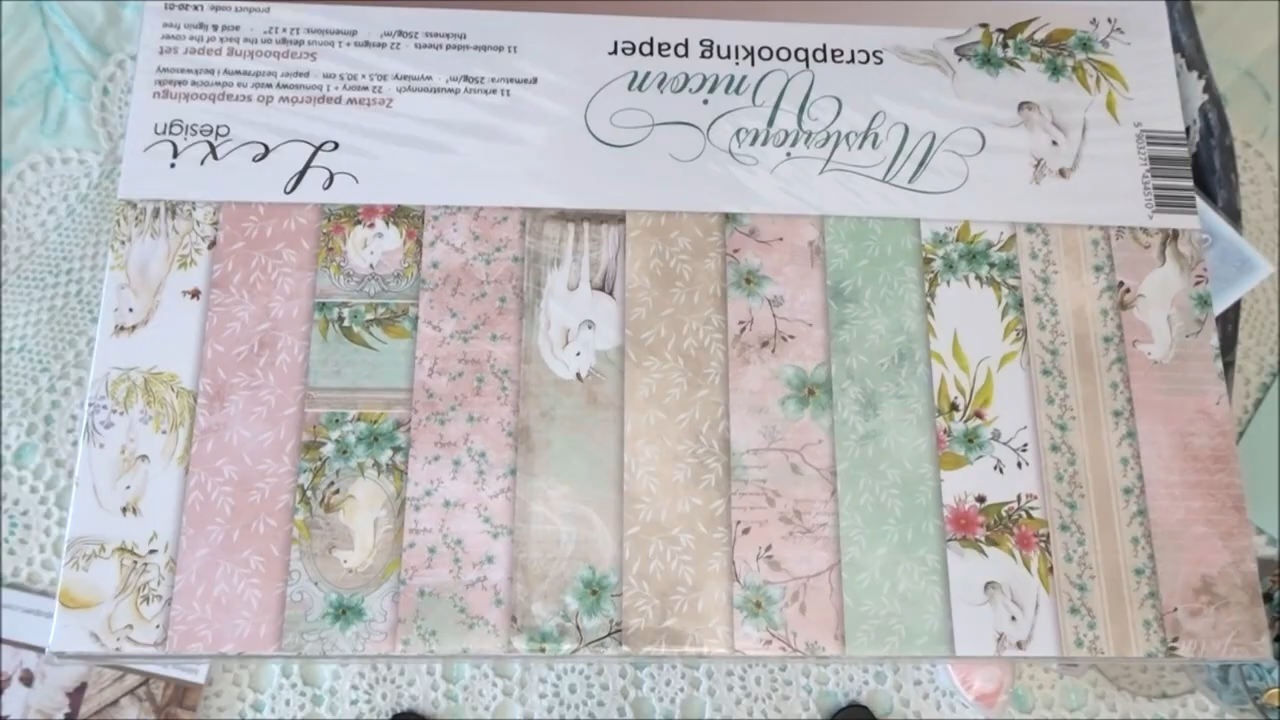 Lexi
design
Zestaw papierów do scrapbookingu
11 arkuszy dwustronnych · 22 wzory + 1 bonusowy wzór na odwrocie okładki
gramatura: 250g/m² · wymiary: 30,5 x 30,5 cm · papier bezdrzewny i bezkwasowy
Scrapbooking paper set
11 double-sided sheets · 22 designs + 1 bonus design on the back of the cover
thickness: 250g/m² · dimensions: 12 x 12" · acid & lignin free
product code: LX-20-01
Mysterious
Unicorn
scrapbooking paper
5 903271 434510 >